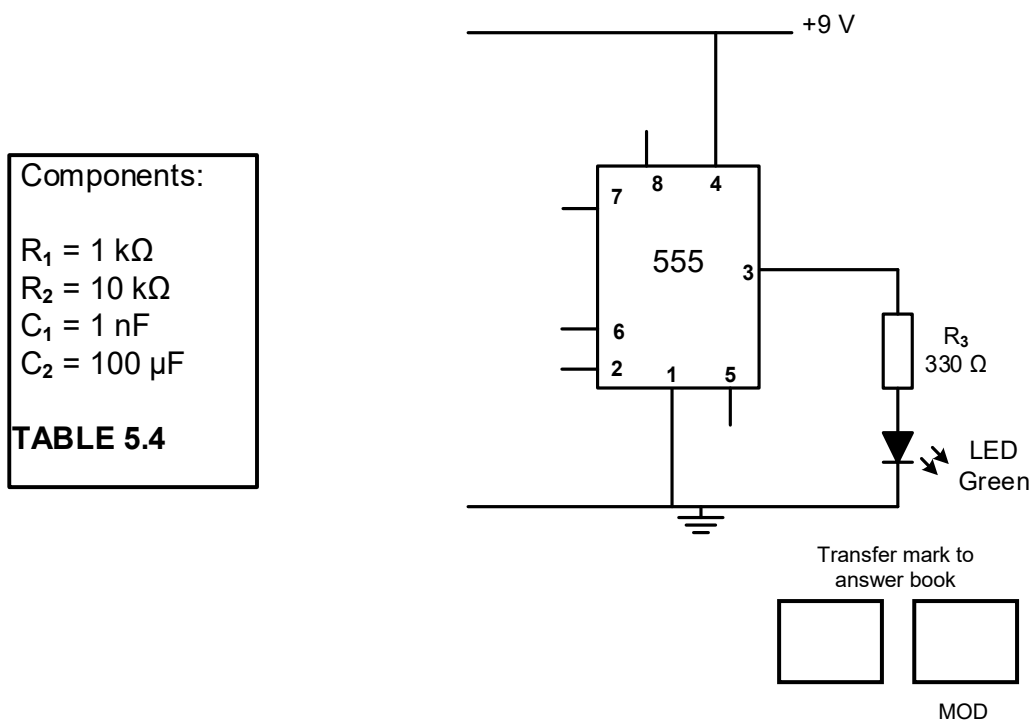 +9 V
Components:
R₁ = 1 kΩ
R₂ = 10 kΩ
C₁ = 1 nF
C₂ = 100 µF
TABLE 5.4
8 4
7
555
3
6
2
1 5
R₃
330 Ω
LED
Green
Transfer mark to
answer book
MOD